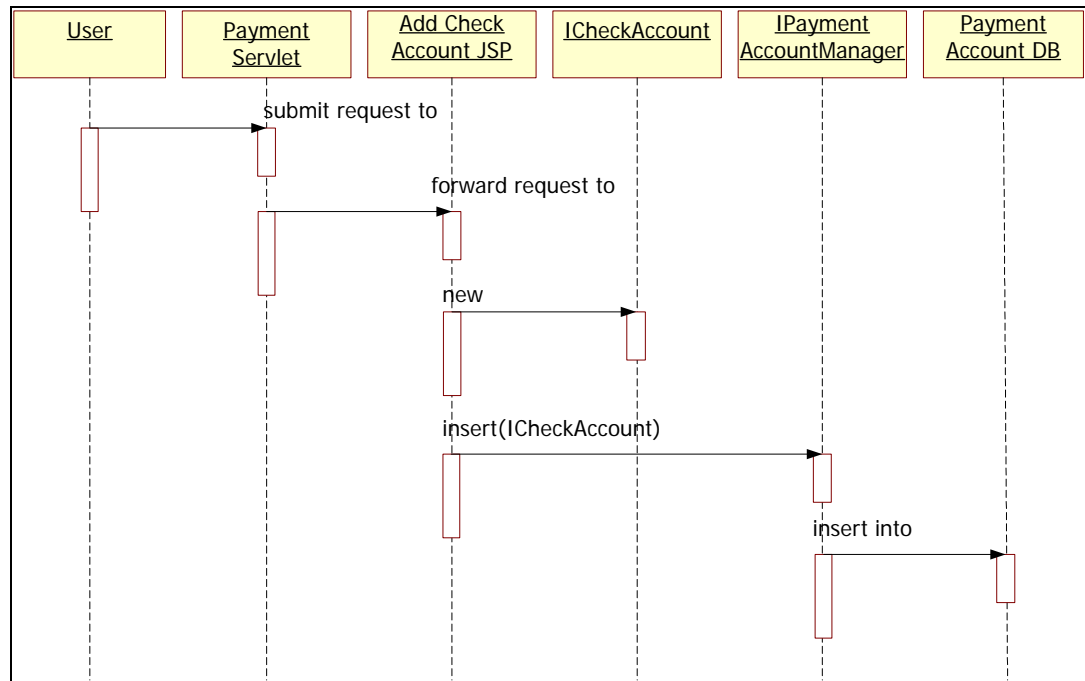 User
Payment
Servlet
Add Check
Account JSP
ICheckAccount
IPayment
AccountManager
Payment
Account DB
submit request to
forward request to
new
insert(ICheckAccount)
insert into